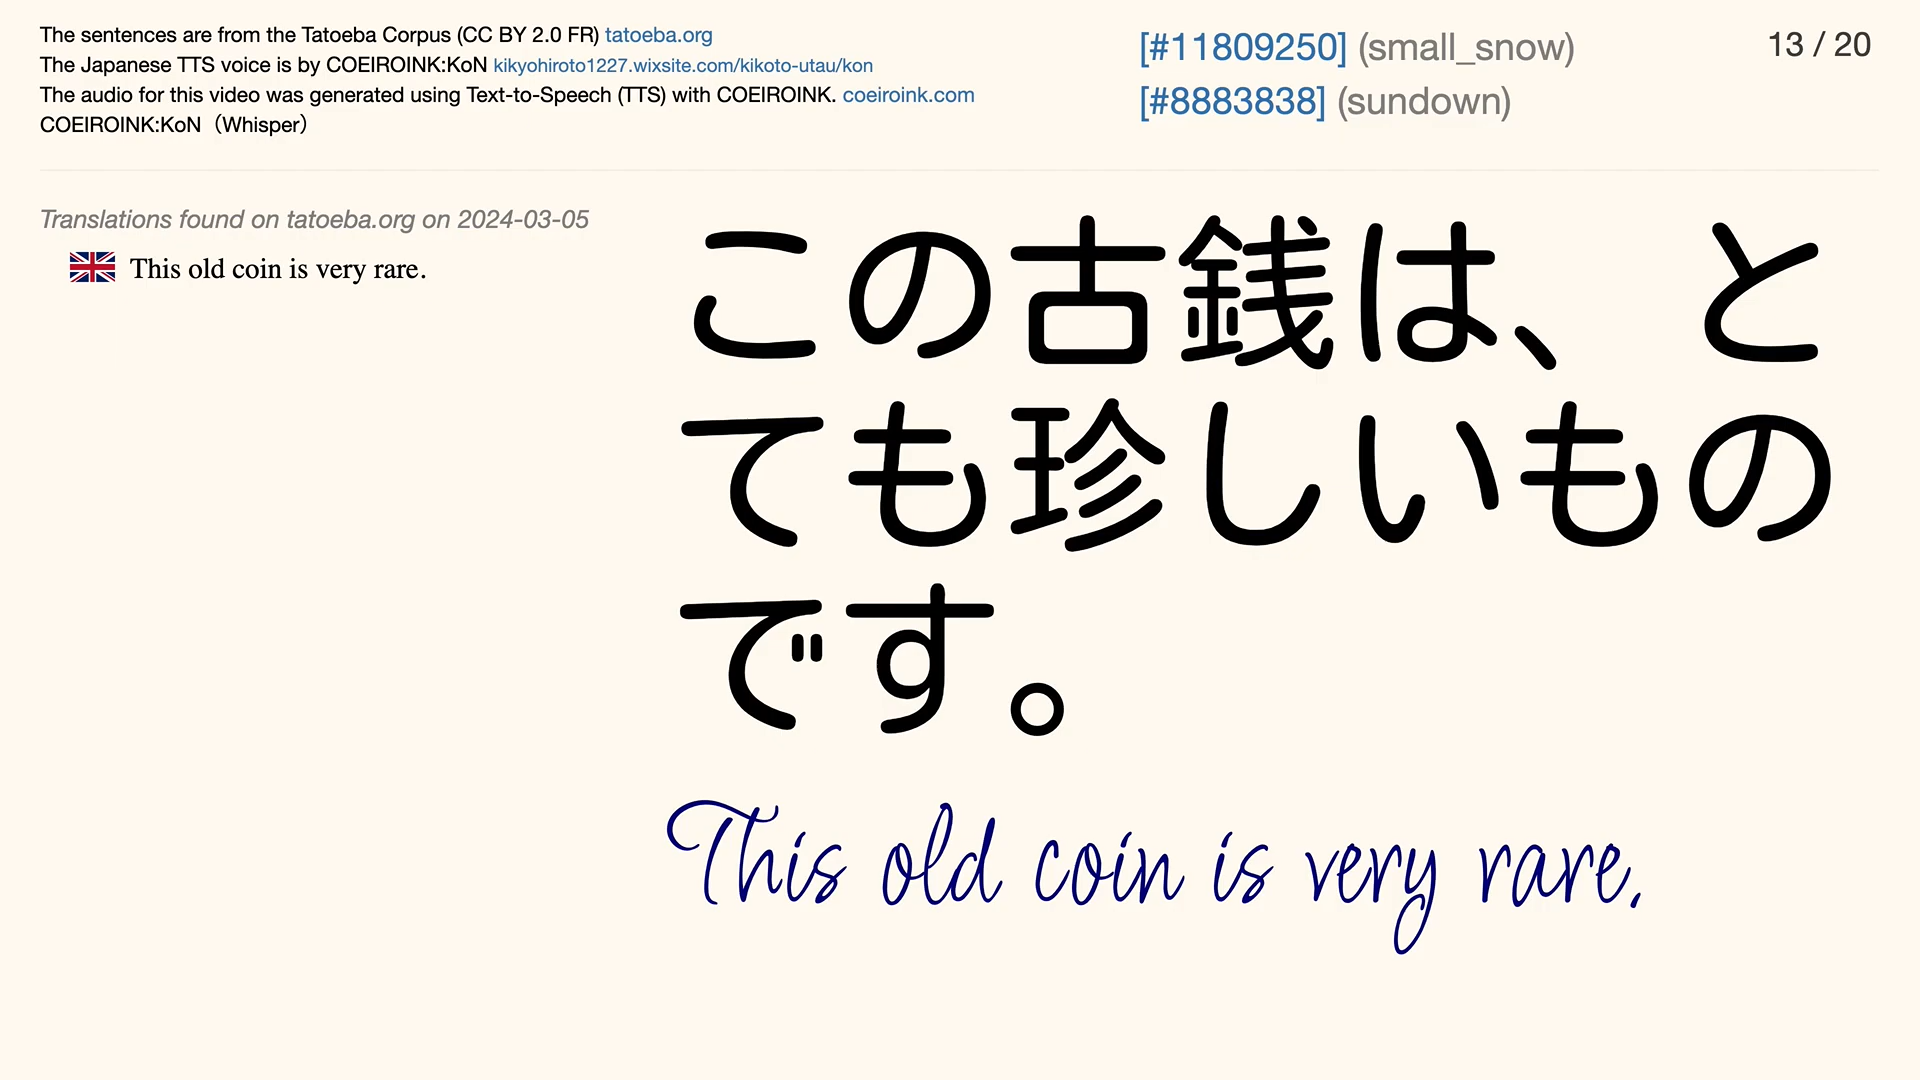 The sentences are from the Tatoeba Corpus (CC BY 2.0 FR) tatoeba.org
The Japanese TTS voice is by COEIROINK:KoN kikyohiroto1227.wixsite.com/kikoto-utau/kon
The audio for this video was generated using Text-to-Speech (TTS) with COEIROINK. coeiroink.com
COEIROINK:KoN（Whisper）
[#11809250] (small_snow)
[#8883838] (sundown)
13 / 20
Translations found on tatoeba.org on 2024-03-05
This old coin is very rare.
この古銭は、と
ても珍しいもの
です。
This old coin is very rare.